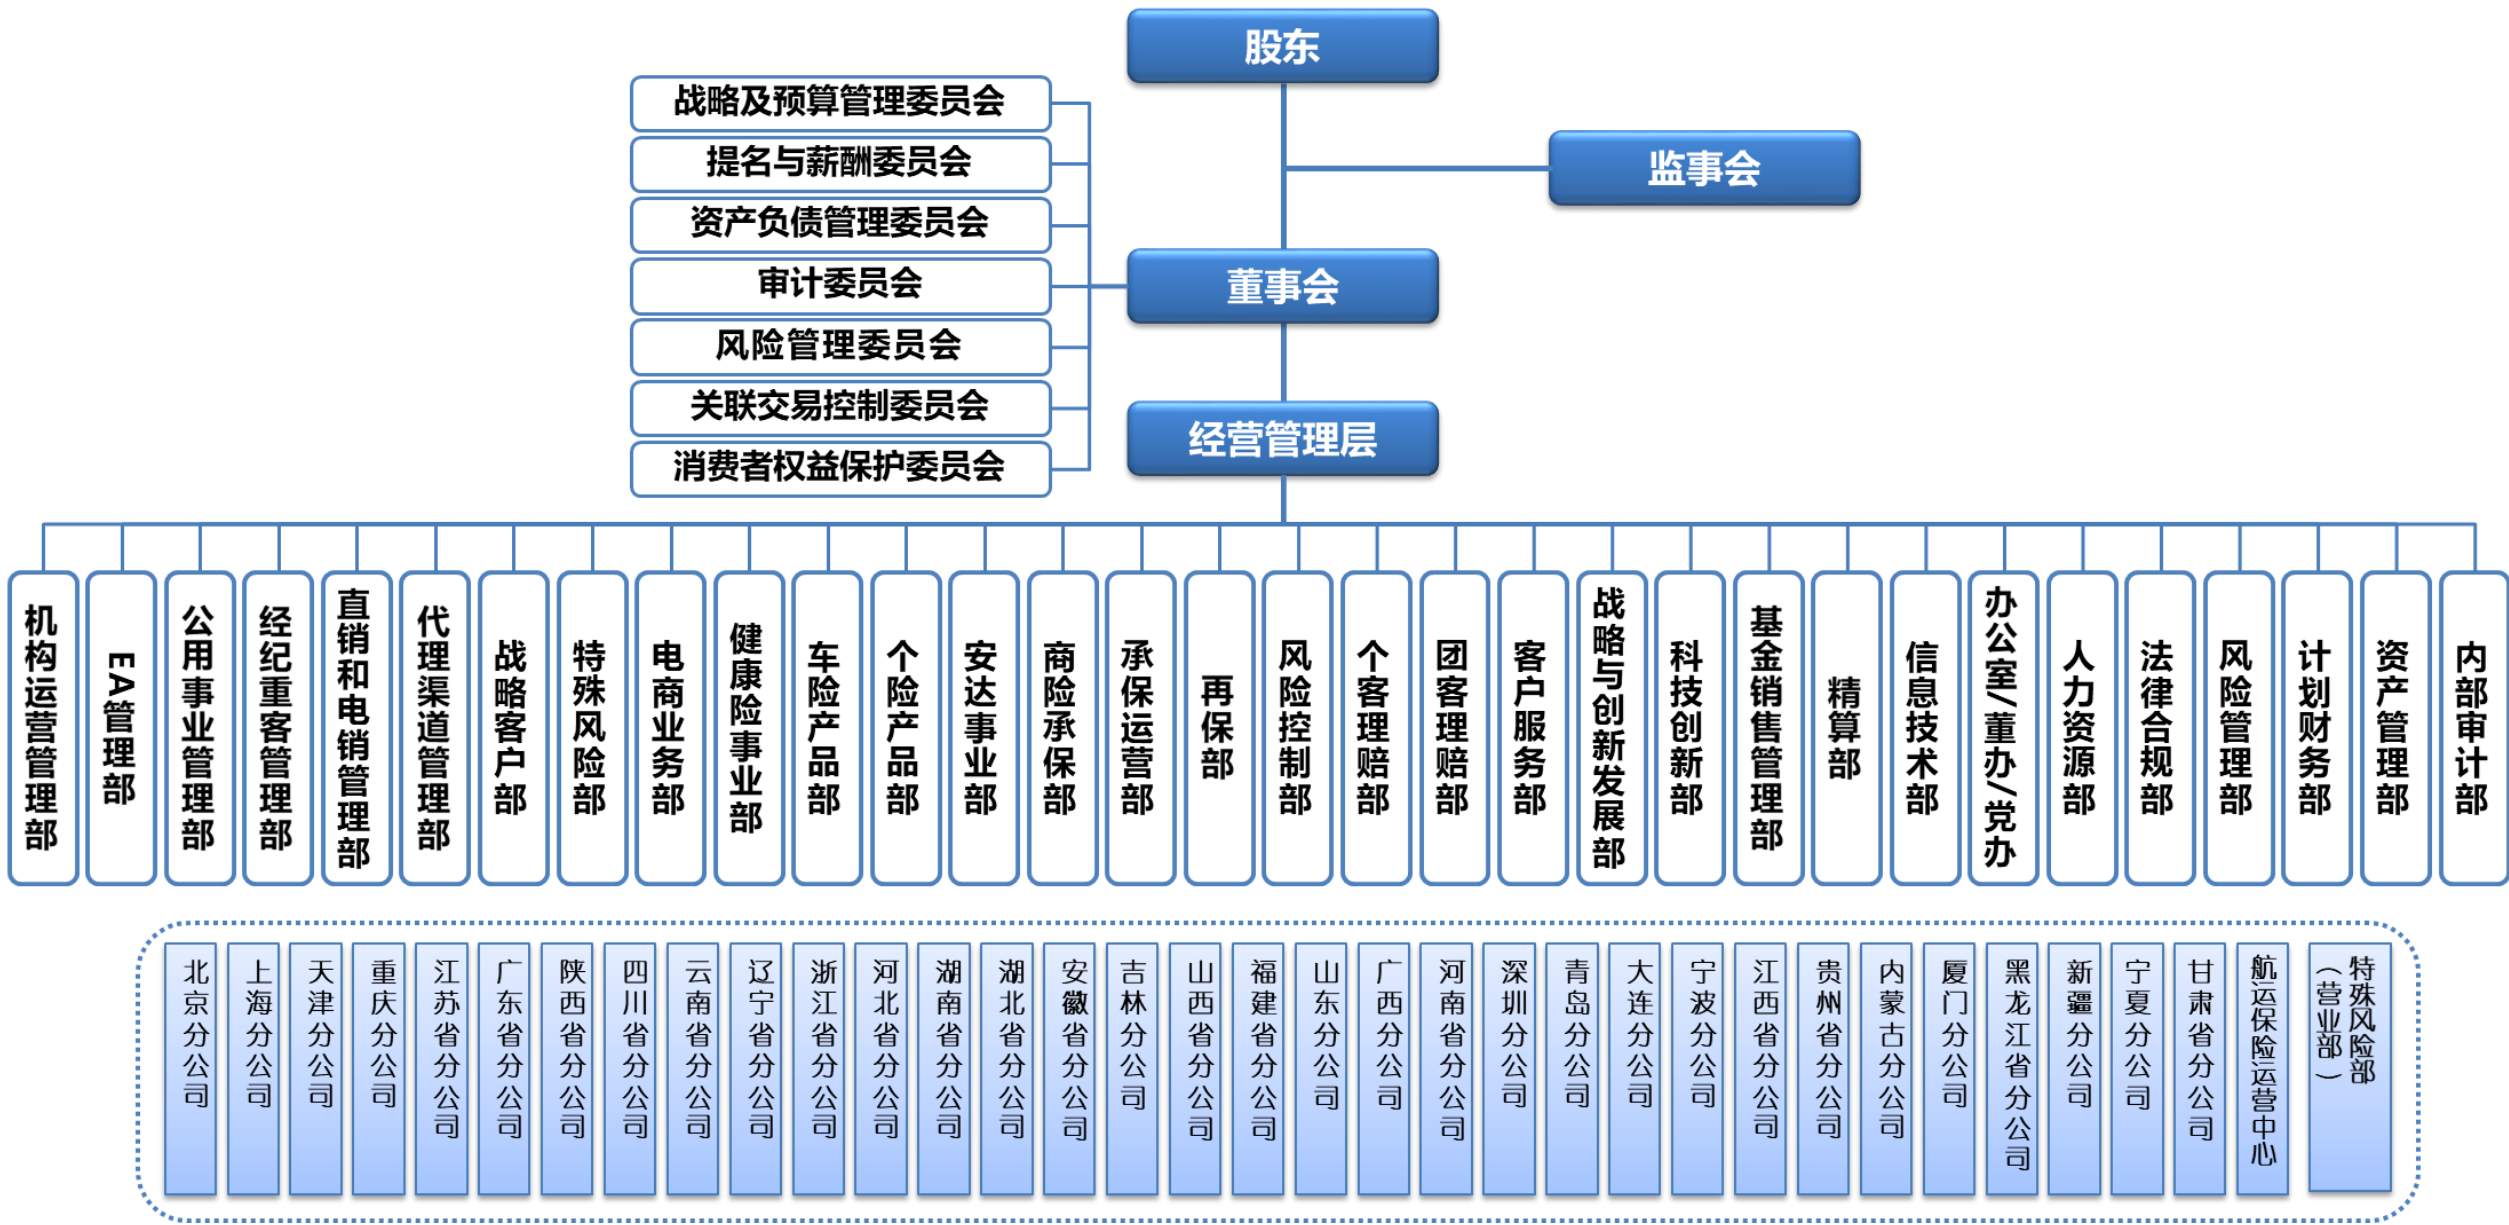 股东
战略及预算管理委员会
提名与薪酬委员会
监事会
资产负债管理委员会
审计委员会
董事会
风险管理委员会
关联交易控制委员会
经营管理层
消费者权益保护委员会
机构运营管理部
EA管理部
公用事业管理部
经纪重客管理部
直销和电销管理部
代理渠道管理部
战略客户部
特殊风险部
电商业务部
健康险事业部
车险产品部
个险产品部
安达事业部
商险承保部
承保运营部
再保部
风险控制部
个客理赔部
团客理赔部
客户服务部
战略与创新发展部
科技创新部
基金销售管理部
精算部
信息技术部
办公室/董办/党办
人力资源部
法律合规部
风险管理部
计划财务部
资产管理部
内部审计部
北京分公司
上海分公司
天津分公司
重庆分公司
江苏省分公司
广东省分公司
陕西省分公司
四川省分公司
云南省分公司
辽宁省分公司
浙江省分公司
河北省分公司
湖南省分公司
湖北省分公司
安徽省分公司
吉林分公司
山西省分公司
福建省分公司
山东分公司
广西分公司
河南省分公司
深圳分公司
青岛分公司
大连分公司
宁波分公司
江西省分公司
贵州省分公司
内蒙古分公司
厦门分公司
黑龙江省分公司
新疆分公司
宁夏分公司
甘肃省分公司
航运保险运营中心
特殊风险部
（营业部）